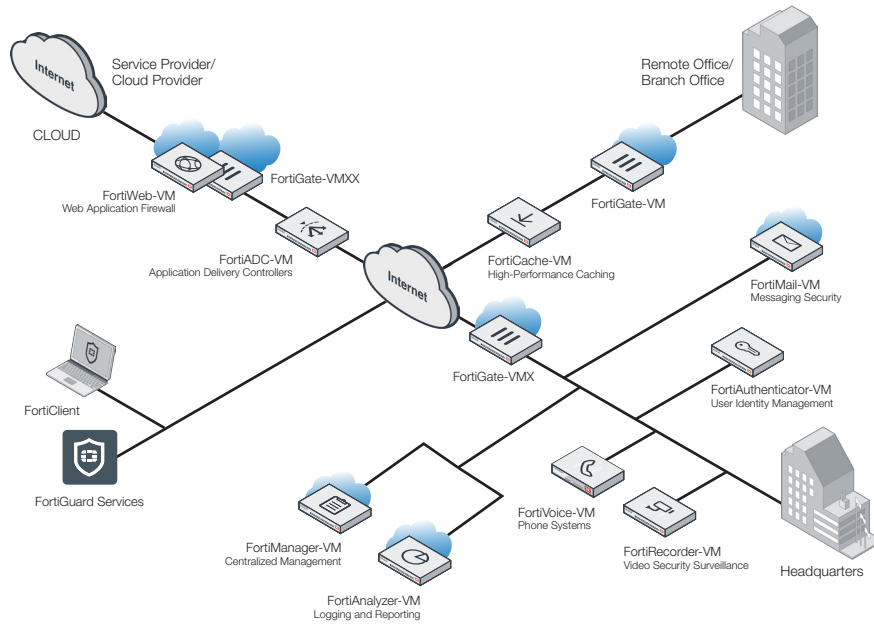 Internet
Service Provider/
Cloud Provider
CLOUD
Remote Office/
Branch Office
FortiWeb-VM
Web Application Firewall
FortiGate-VMXX
FortiGate-VM
FortiADC-VM
Application Delivery Controllers
FortiCache-VM
High-Performance Caching
Internet
FortiMail-VM
Messaging Security
FortiGate-VMX
FortiClient
FortiAuthenticator-VM
User Identity Management
FortiGuard Services
FortiVoice-VM
Phone Systems
FortiManager-VM
Centralized Management
FortiRecorder-VM
Video Security Surveillance
Headquarters
FortiAnalyzer-VM
Logging and Reporting